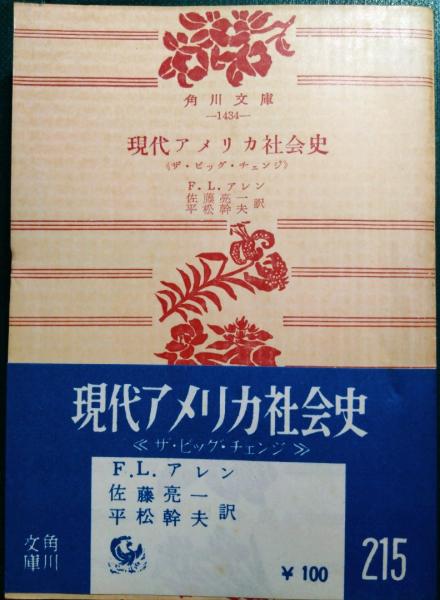 角川文庫
—1434—
現代アメリカ社会史
《ザ・ビッグ・チェンジ》
F.L.アレン
佐藤亮一
平松幹夫 訳
現代アメリカ社会史
≪ザ・ビッグ・チェンジ≫
F.L.アレン
佐藤亮一
平松幹夫 訳
角川
文庫
¥100
215